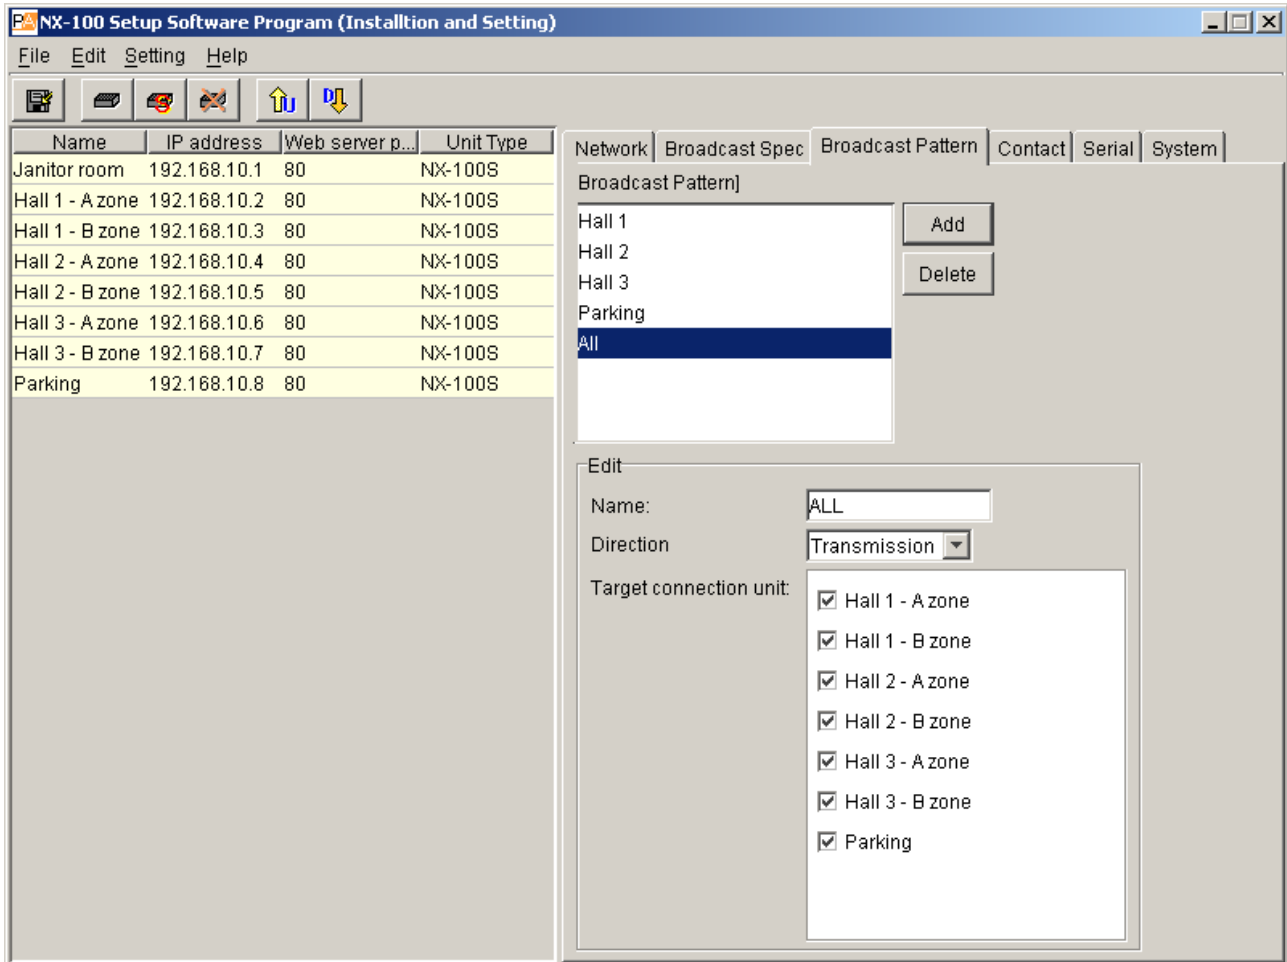 NX-100 Setup Software Program (Installtion and Setting)
File Edit Setting Help
Name IP address Web server p... Unit Type
Janitor room 192.168.10.1 80 NX-100S
Hall 1 - A zone 192.168.10.2 80 NX-100S
Hall 1 - B zone 192.168.10.3 80 NX-100S
Hall 2 - A zone 192.168.10.4 80 NX-100S
Hall 2 - B zone 192.168.10.5 80 NX-100S
Hall 3 - A zone 192.168.10.6 80 NX-100S
Hall 3 - B zone 192.168.10.7 80 NX-100S
Parking 192.168.10.8 80 NX-100S
Network Broadcast Spec Broadcast Pattern Contact Serial System
Broadcast Pattern]
Hall 1
Hall 2
Hall 3
Parking
All
Add
Delete
Edit
Name: ALL
Direction Transmission
Target connection unit:
Hall 1 - A zone
Hall 1 - B zone
Hall 2 - A zone
Hall 2 - B zone
Hall 3 - A zone
Hall 3 - B zone
Parking